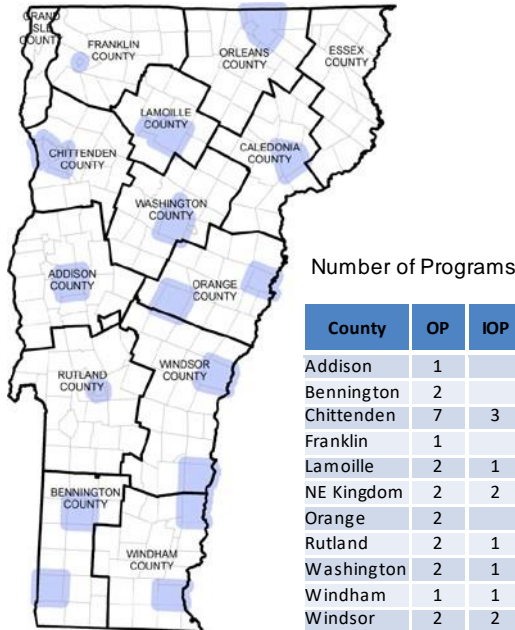 GRAND
ISLE
COUNTY
FRANKLIN
COUNTY
ORLEANS
COUNTY
ESSEX
COUNTY
LAMOILLE
COUNTY
CHITTENDEN
COUNTY
CALEDONIA
COUNTY
WASHINGTON
COUNTY
ADDISON
COUNTY
ORANGE
COUNTY
RUTLAND
COUNTY
WINDSOR
COUNTY
BENNINGTON
COUNTY
WINDHAM
COUNTY
Number of Programs
County OP IOP
Addison 1
Bennington 2
Chittenden 7 3
Franklin 1
Lamoille 2 1
NE Kingdom 2 2
Orange 2
Rutland 2 1
Washington 2 1
Windham 1 1
Windsor 2 2